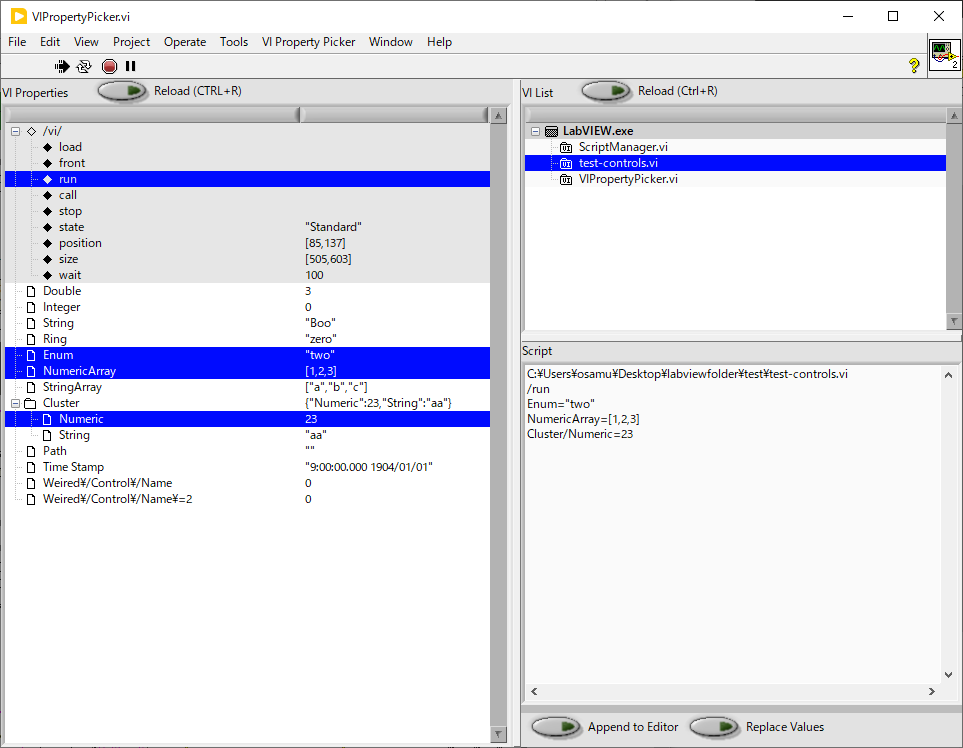 VIPropertyPicker.vi
File Edit View Project Operate Tools VI Property Picker Window Help
2
VI Properties Reload (CTRL+R)
/vi/
load
front
run
call
stop
state "Standard"
position [85,137]
size [505,603]
wait 100
Double 3
Integer 0
String "Boo"
Ring "zero"
Enum "two"
NumericArray [1,2,3]
StringArray ["a","b","c"]
Cluster {"Numeric":23,"String":"aa"}
Numeric 23
String "aa"
Path ""
Time Stamp "9:00:00.000 1904/01/01"
Weired¥/Control¥/Name 0
Weired¥/Control¥/Name¥=2 0
VI List Reload (Ctrl+R)
LabVIEW.exe
ScriptManager.vi
test-controls.vi
VIPropertyPicker.vi
Script
C:¥Users¥osamu¥Desktop¥labviewfolder¥test¥test-controls.vi
/run
Enum="two"
NumericArray=[1,2,3]
Cluster/Numeric=23
Append to Editor Replace Values